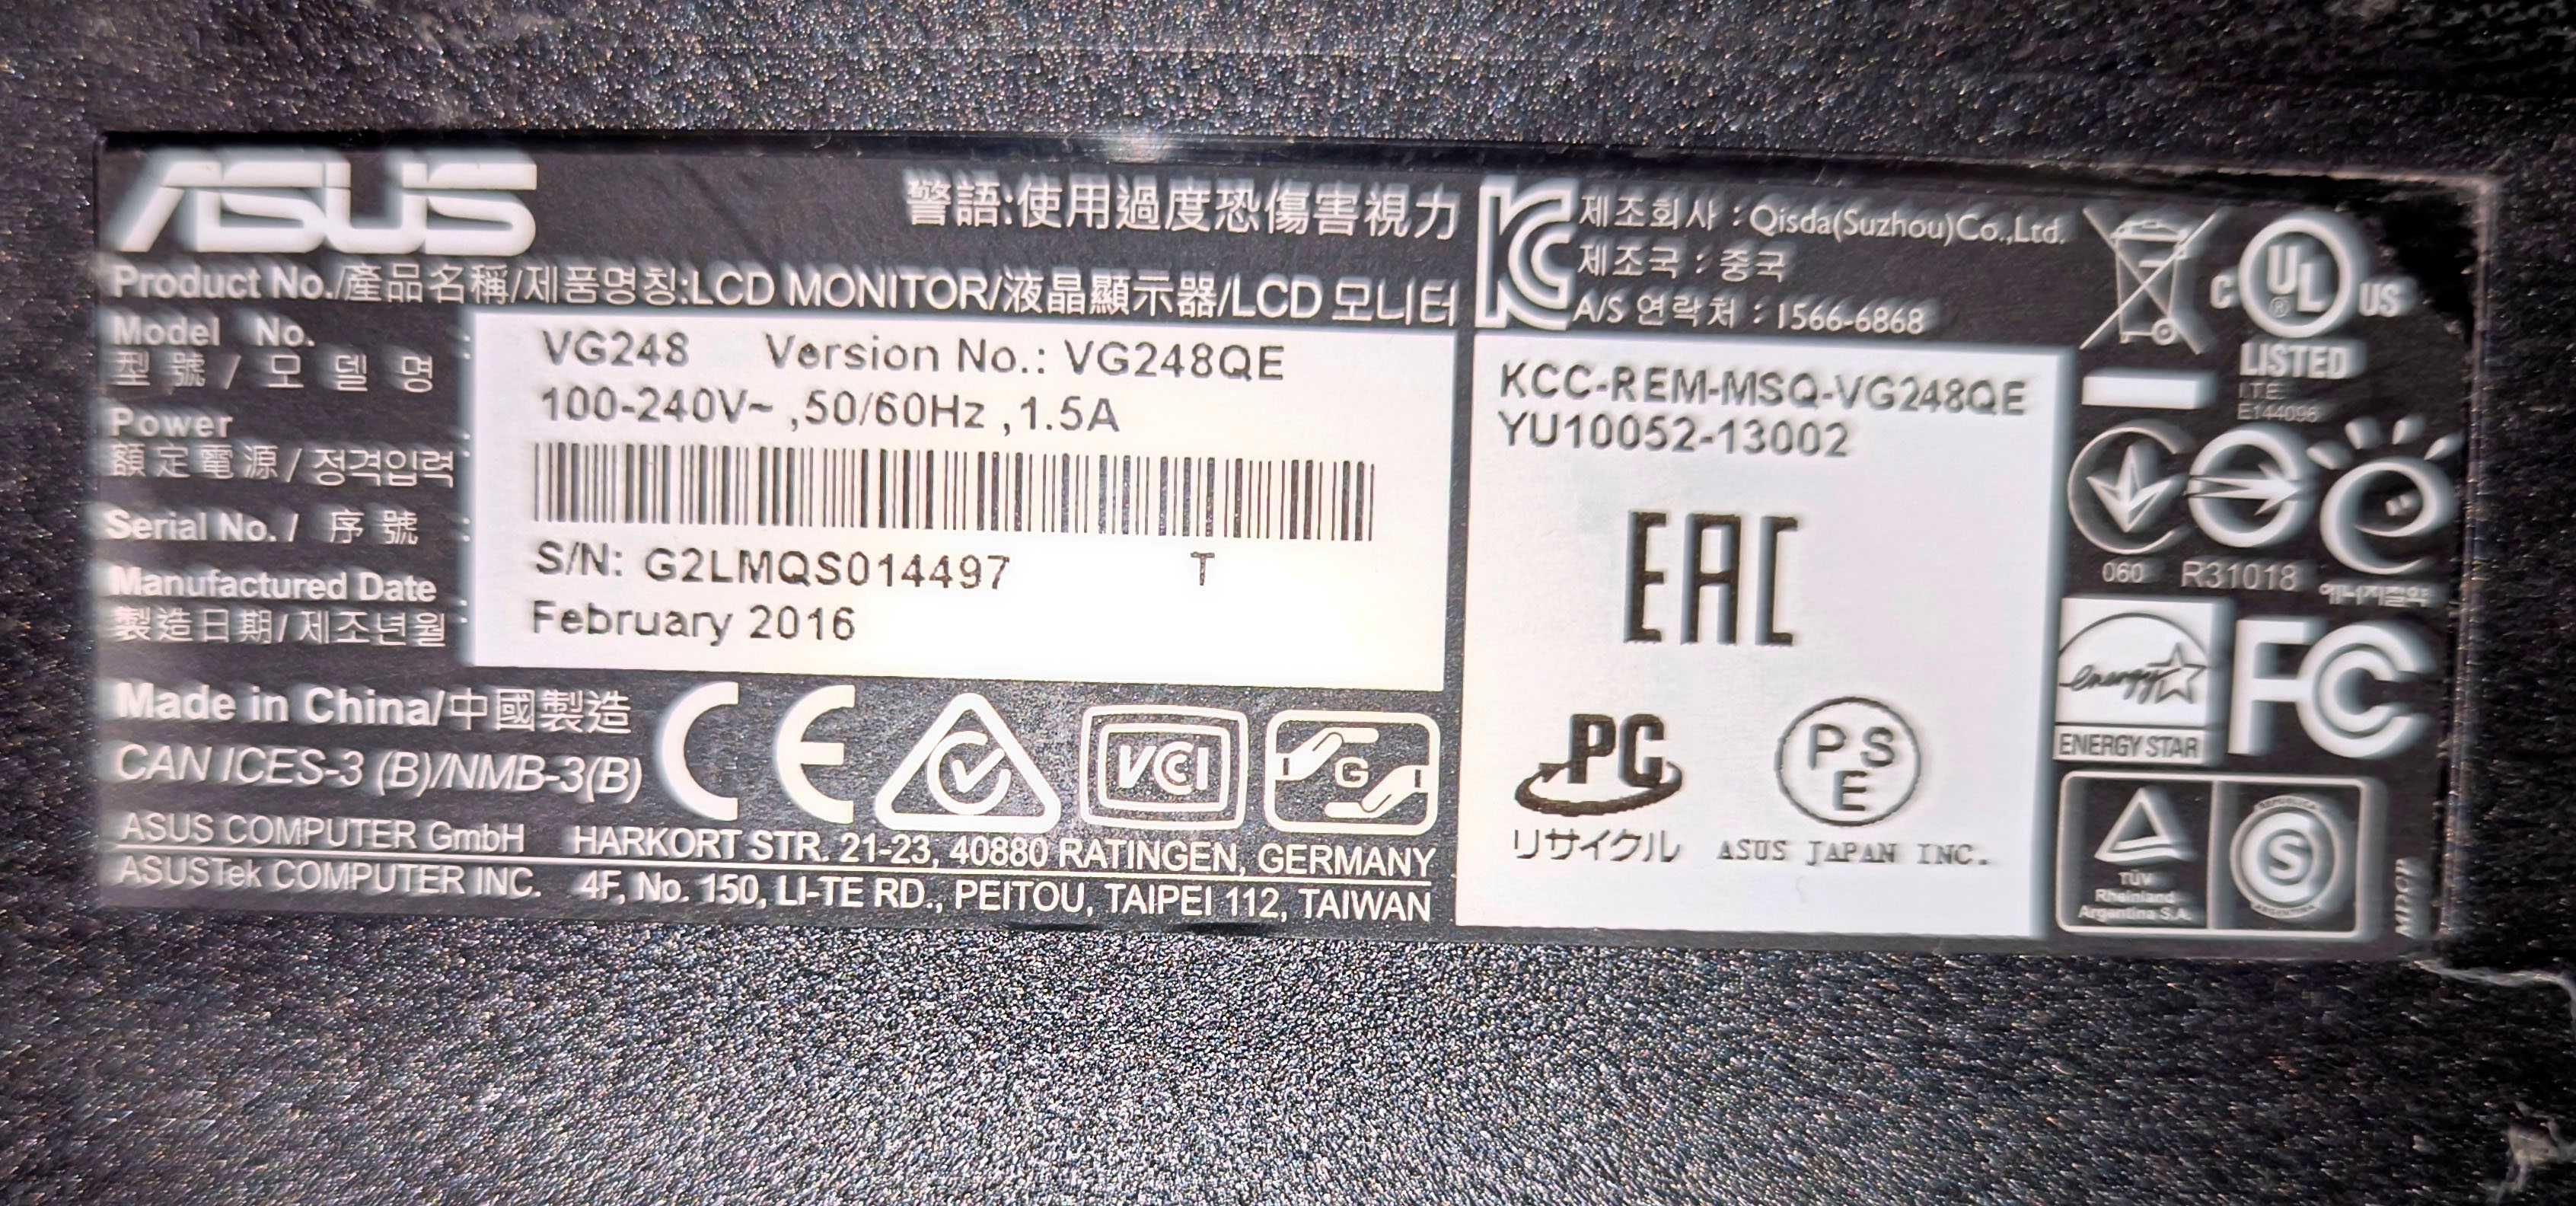 ASUS
警語:使用過度恐傷害視力
Product No./產品名稱/제품명칭:LCD MONITOR/液晶顯示器/LCD 모니터
Model No.
型號/모델명 :
VG248 Version No.: VG248QE
Power
額定電源/정격입력 :
100-240V~ ,50/60Hz ,1.5A
Serial No./ 序號 :
S/N: G2LMQS014497 T
Manufactured Date
製造日期/제조년월 :
February 2016
Made in China/中國製造
CAN ICES-3 (B)/NMB-3(B)
CE
VCCI
G
ASUS COMPUTER GmbH HARKORT STR. 21-23, 40880 RATINGEN, GERMANY
ASUSTek COMPUTER INC. 4F, No. 150, LI-TE RD., PEITOU, TAIPEI 112, TAIWAN
KC
제조회사 : Qisda(Suzhou)Co.,Ltd.
제조국 : 중국
A/S 연락처 : 1566-6868
KCC-REM-MSQ-VG248QE
YU10052-13002
EAC
PC
リサイクル
PSE
ASUS JAPAN INC.
C UL US
®
LISTED
I.T.E.
E144096
060
R31018
에너지절약
energy
ENERGY STAR
FC
TÜV
Rheinland
Argentina S.A.
S